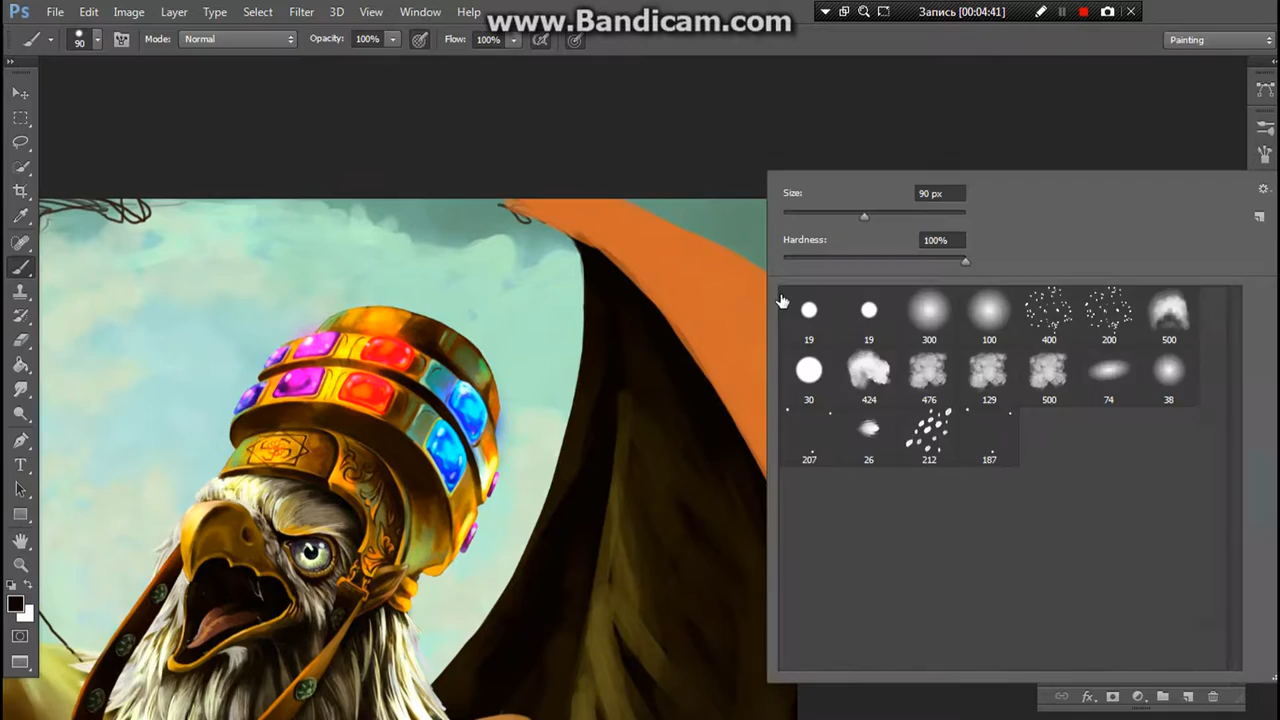 www.Bandicam.com
Ps File Edit Image Layer Type Select Filter 3D View Window Help
Запись [00:04:41]
90 Mode: Normal Opacity: 100% Flow: 100% Painting
Size: 90 px
Hardness: 100%
19 19 300 100 400 200 500
30 424 476 129 500 74 38
207 26 212 187
T
fx